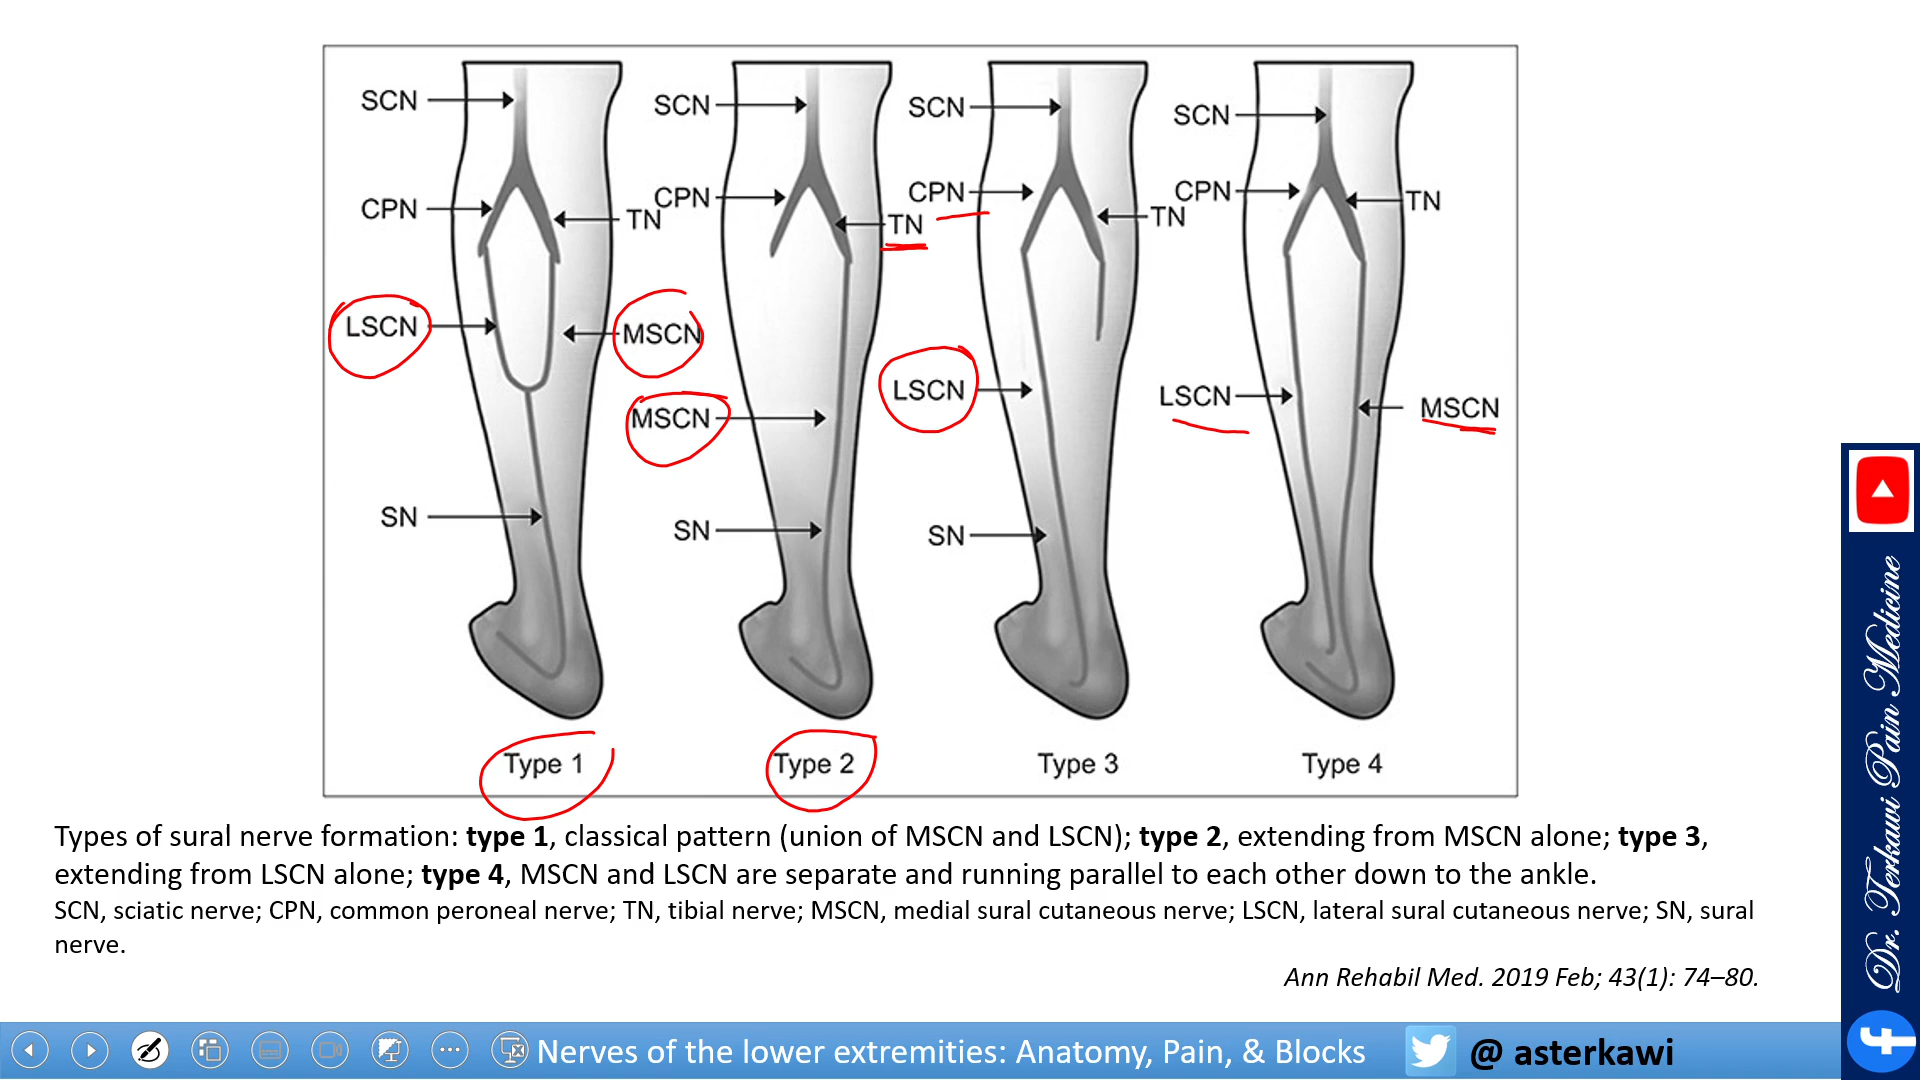 SCN
CPN
TN
LSCN
MSCN
SN
Type 1
SCN
CPN
TN
MSCN
SN
Type 2
SCN
CPN
TN
LSCN
SN
Type 3
SCN
CPN
TN
LSCN
MSCN
Type 4
Types of sural nerve formation: type 1, classical pattern (union of MSCN and LSCN); type 2, extending from MSCN alone; type 3,
extending from LSCN alone; type 4, MSCN and LSCN are separate and running parallel to each other down to the ankle.
SCN, sciatic nerve; CPN, common peroneal nerve; TN, tibial nerve; MSCN, medial sural cutaneous nerve; LSCN, lateral sural cutaneous nerve; SN, sural
nerve.
Ann Rehabil Med. 2019 Feb; 43(1): 74–80.
Nerves of the lower extremities: Anatomy, Pain, & Blocks
@ asterkawi
Dr. Terkawi Pain Medicine